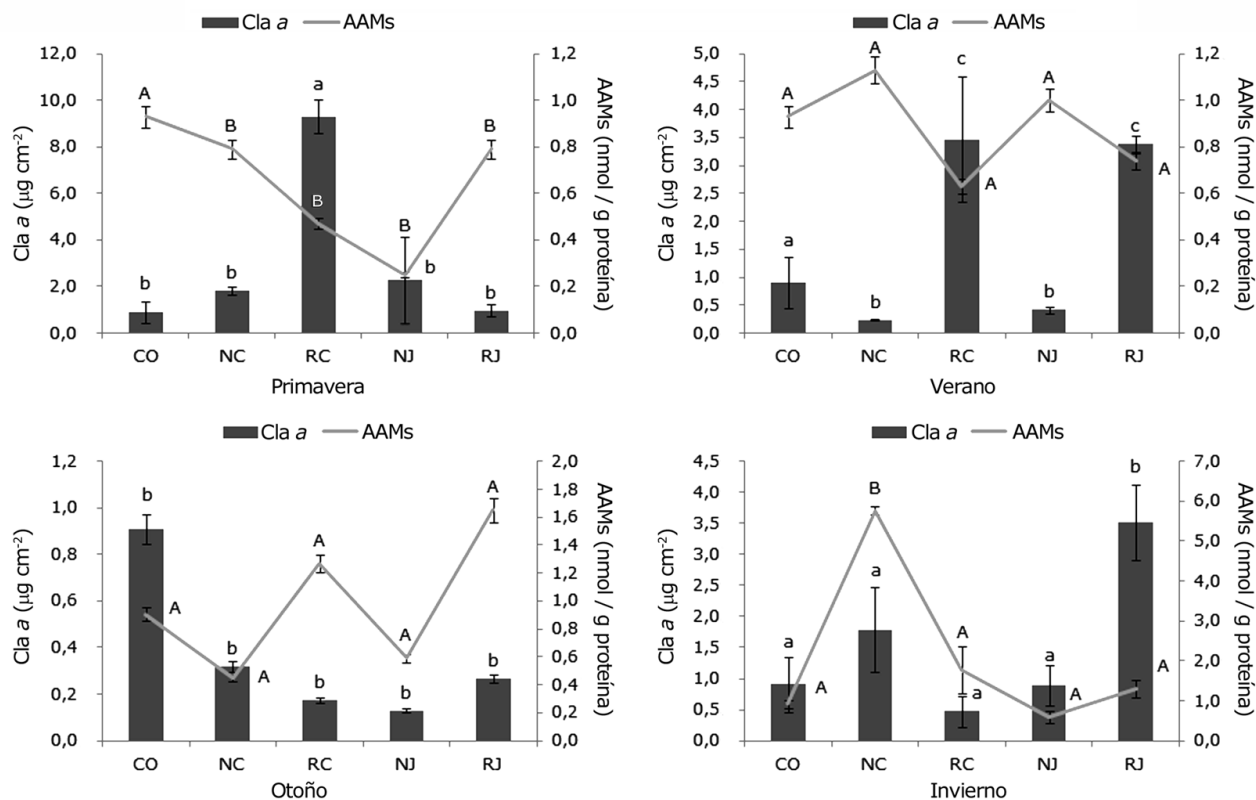 Cla a AAMs
12,0
10,0
8,0
6,0
4,0
2,0
0,0
Cla a (µg cm-2)
1,2
1,0
0,8
0,6
0,4
0,2
0,0
AAMs (nmol / g proteína)
A
B
a
B
B
B
b
b
b
b
CO NC RC NJ RJ
Primavera
Cla a AAMs
5,0
4,5
4,0
3,5
3,0
2,5
2,0
1,5
1,0
0,5
0,0
Cla a (µg cm-2)
1,2
1,0
0,8
0,6
0,4
0,2
0,0
AAMs (nmol / g proteína)
A
A
c
A
A
c
A
a
b
b
CO NC RC NJ RJ
Verano
Cla a AAMs
1,2
1,0
0,8
0,6
0,4
0,2
0,0
Cla a (µg cm-2)
2,0
1,8
1,6
1,4
1,2
1,0
0,8
0,6
0,4
0,2
0,0
AAMs (nmol / g proteína)
b
A
b
A
A
b
A
b
A
b
CO NC RC NJ RJ
Otoño
Cla a AAMs
4,5
4,0
3,5
3,0
2,5
2,0
1,5
1,0
0,5
0,0
Cla a (µg cm-2)
7,0
6,0
5,0
4,0
3,0
2,0
1,0
0,0
AAMs (nmol / g proteína)
a
A
B
a
A
a
a
A
b
A
CO NC RC NJ RJ
Invierno